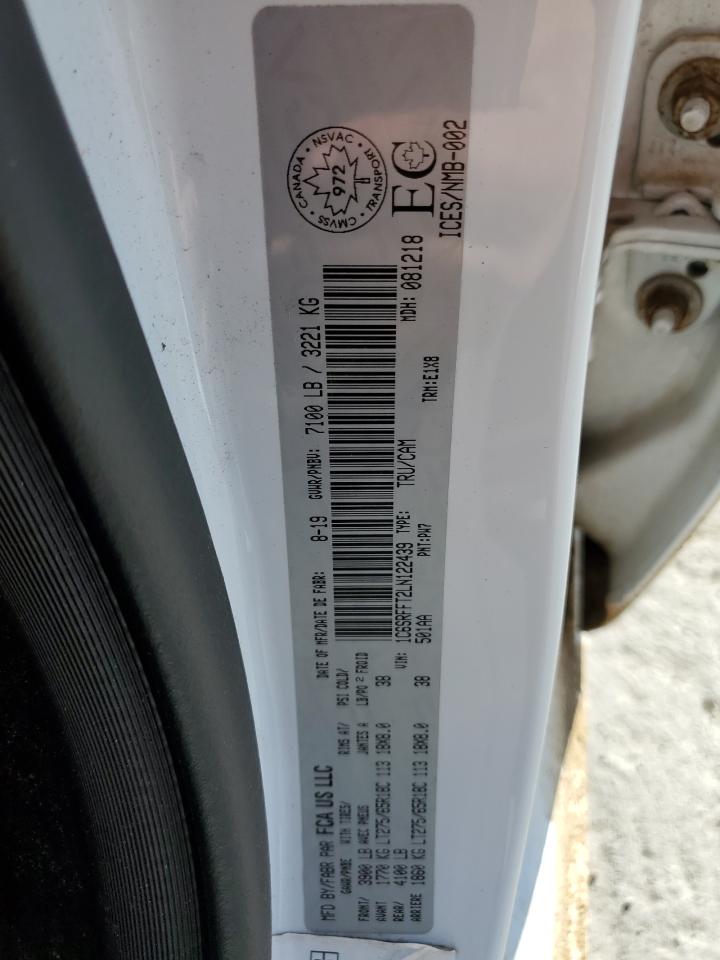 MFD BY/FABR PAR FCA US LLC
DATE OF MFR/DATE DE FABR: 8-19 GVWR/PNBV: 7100 LB / 3221 KG
GAWR/PNBE WITH TIRES/ RIMS AT/ PSI COLD/
FRONT/ 3900 LB AVEC PNEUS JANTES A LB/PO2 FROID
AVANT 1770 KG LT275/65R18C 113 18X8.0 38
REAR/ 4100 LB
ARRIERE 1860 KG LT275/65R18C 113 18X8.0 38
VIN: 1C6SRFFT2LN122439 TYPE: TRU/CAM MDH: 081218
501AA PNT:PW7 TRM:E1X8
CANADA • NSVAC • TRANSPORT • CMVSS •
972
EC
ICES/NMB-002